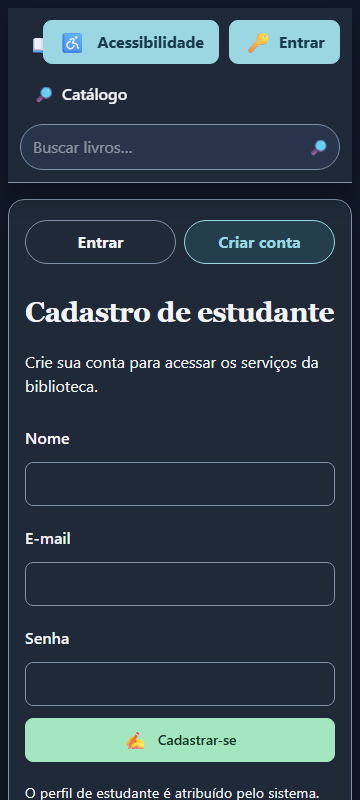 Acessibilidade
Entrar
Catálogo
Buscar livros...
Entrar
Criar conta
Cadastro de estudante
Crie sua conta para acessar os serviços da
biblioteca.
Nome
E-mail
Senha
Cadastrar-se
O perfil de estudante é atribuído pelo sistema.